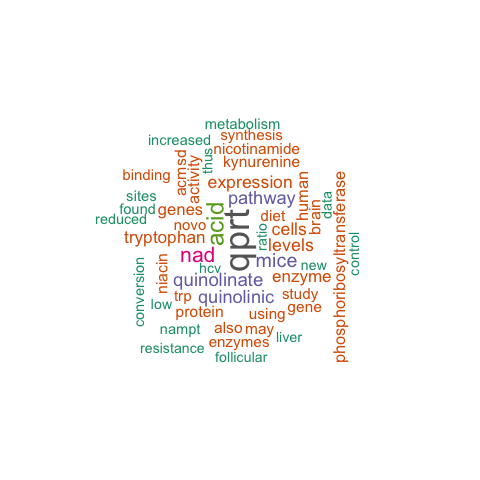 metabolism
increased
synthesis
thus
nicotinamide
kynurenine
binding
acmsd
activity
expression
human
phosphoribosyltransferase
sites
pathway
data
found
genes
acid
qprt
diet
brain
reduced
novo
ratio
cells
tryptophan
levels
control
nad
mice
new
niacin
hcv
conversion
quinolinate
enzyme
low
trp
quinolinic
study
protein
using
gene
nampt
also
may
liver
enzymes
resistance
follicular